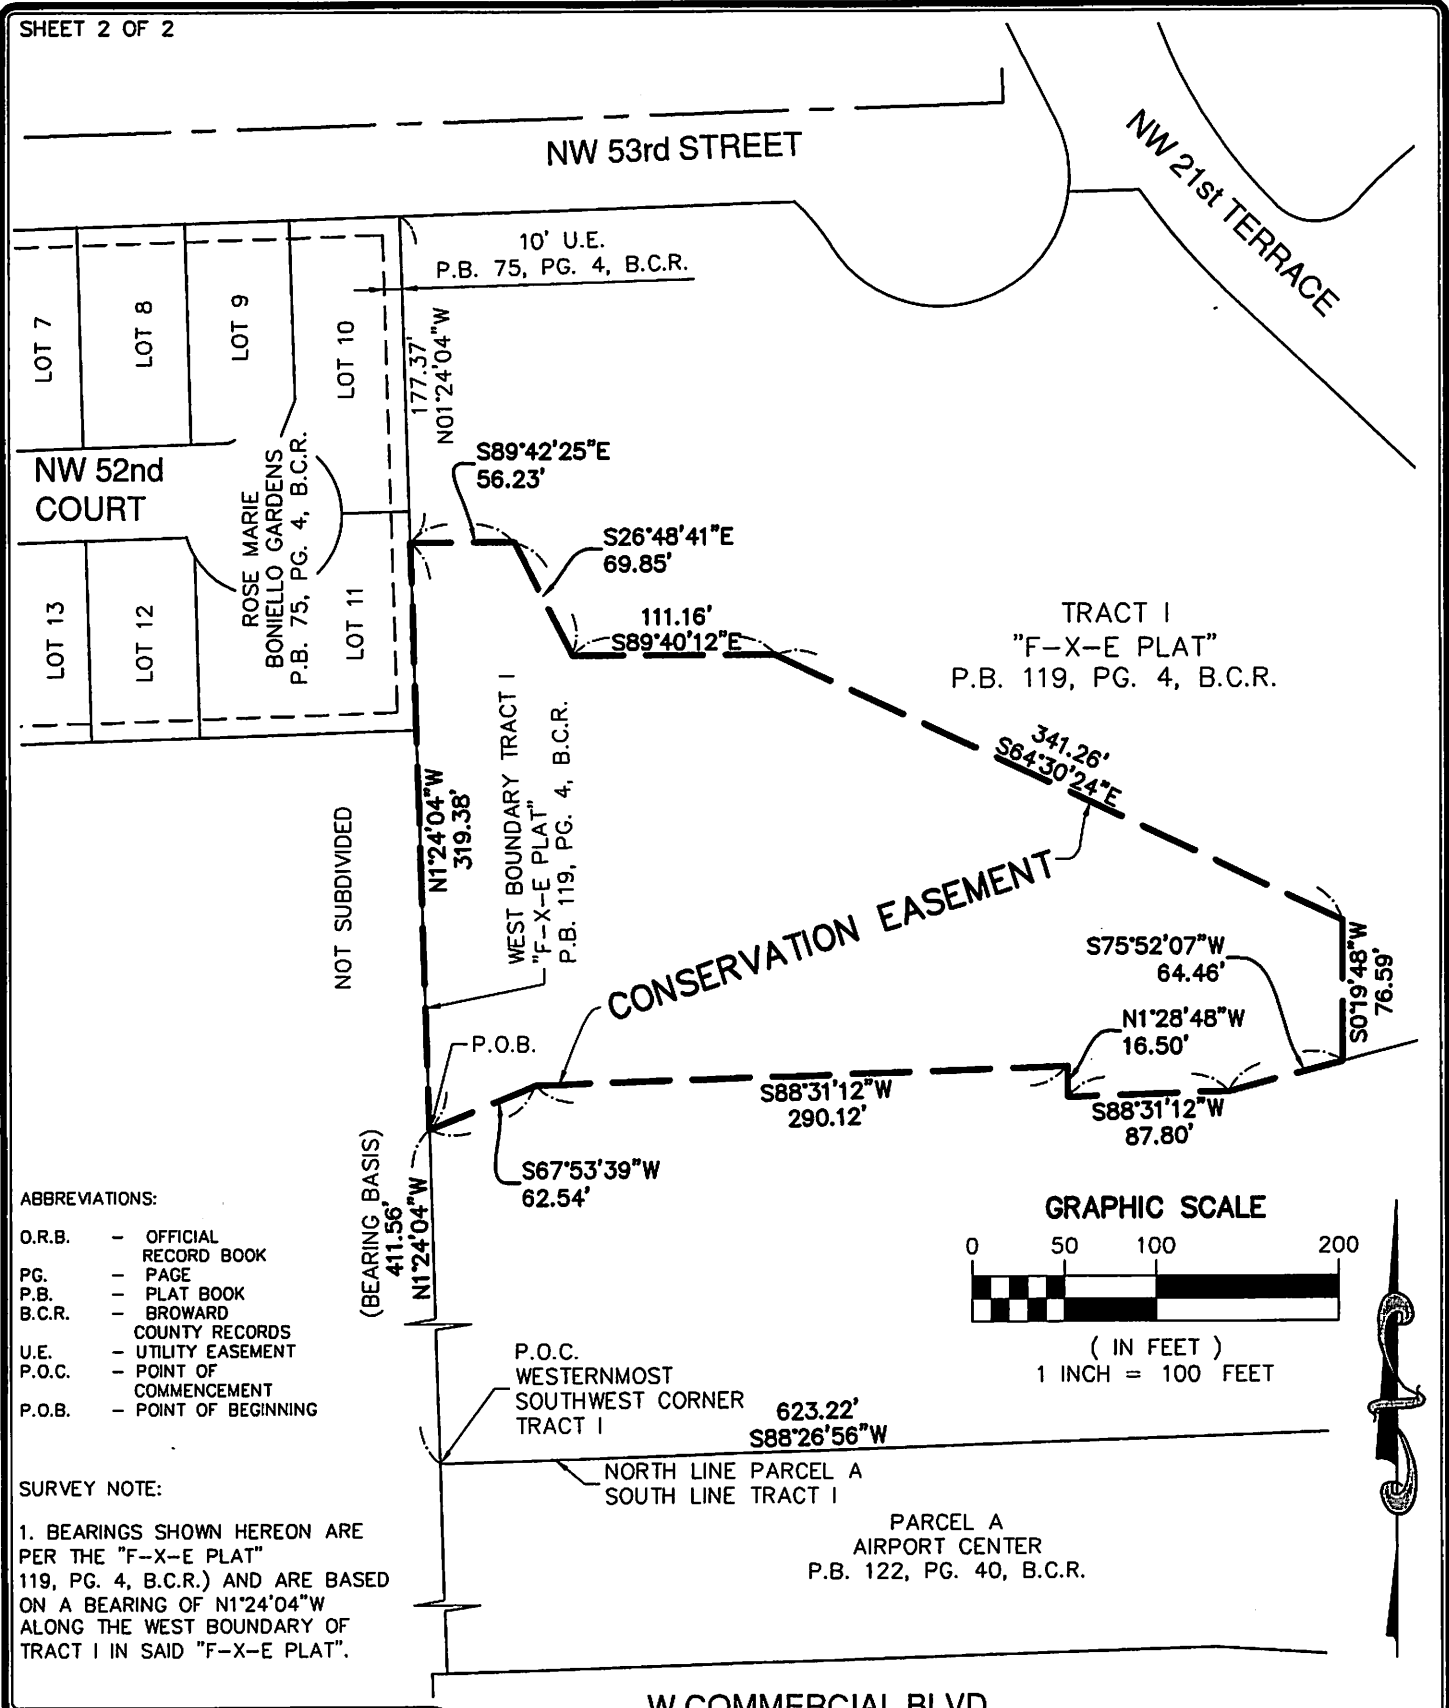 SHEET 2 OF 2
NW 53rd STREET
NW 21st TERRACE
10' U.E.
P.B. 75, PG. 4, B.C.R.
LOT 7
LOT 8
LOT 9
LOT 10
177.37'
N01°24'04"W
NW 52nd
COURT
ROSE MARIE
BONIELLO GARDENS
P.B. 75, PG. 4, B.C.R.
S89°42'25"E
56.23'
S26°48'41"E
69.85'
111.16'
S89°40'12"E
LOT 13
LOT 12
LOT 11
TRACT I
"F-X-E PLAT"
P.B. 119, PG. 4, B.C.R.
341.26'
S64°30'24"E
NOT SUBDIVIDED
N1°24'04"W
319.38'
WEST BOUNDARY TRACT I
"F-X-E PLAT"
P.B. 119, PG. 4, B.C.R.
CONSERVATION EASEMENT
S75°52'07"W
64.46'
S0°19'48"W
76.59'
N1°28'48"W
16.50'
P.O.B.
S88°31'12"W
290.12'
S88°31'12"W
87.80'
S67°53'39"W
62.54'
(BEARING BASIS)
411.56'
N1°24'04"W
ABBREVIATIONS:
O.R.B. - OFFICIAL
RECORD BOOK
PG. - PAGE
P.B. - PLAT BOOK
B.C.R. - BROWARD
COUNTY RECORDS
U.E. - UTILITY EASEMENT
P.O.C. - POINT OF
COMMENCEMENT
P.O.B. - POINT OF BEGINNING
GRAPHIC SCALE
0 50 100 200
( IN FEET )
1 INCH = 100 FEET
P.O.C.
WESTERNMOST
SOUTHWEST CORNER
TRACT I
623.22'
S88°26'56"W
NORTH LINE PARCEL A
SOUTH LINE TRACT I
SURVEY NOTE:
1. BEARINGS SHOWN HEREON ARE
PER THE "F-X-E PLAT"
119, PG. 4, B.C.R.) AND ARE BASED
ON A BEARING OF N1°24'04"W
ALONG THE WEST BOUNDARY OF
TRACT I IN SAID "F-X-E PLAT".
PARCEL A
AIRPORT CENTER
P.B. 122, PG. 40, B.C.R.
W COMMERCIAL BLVD